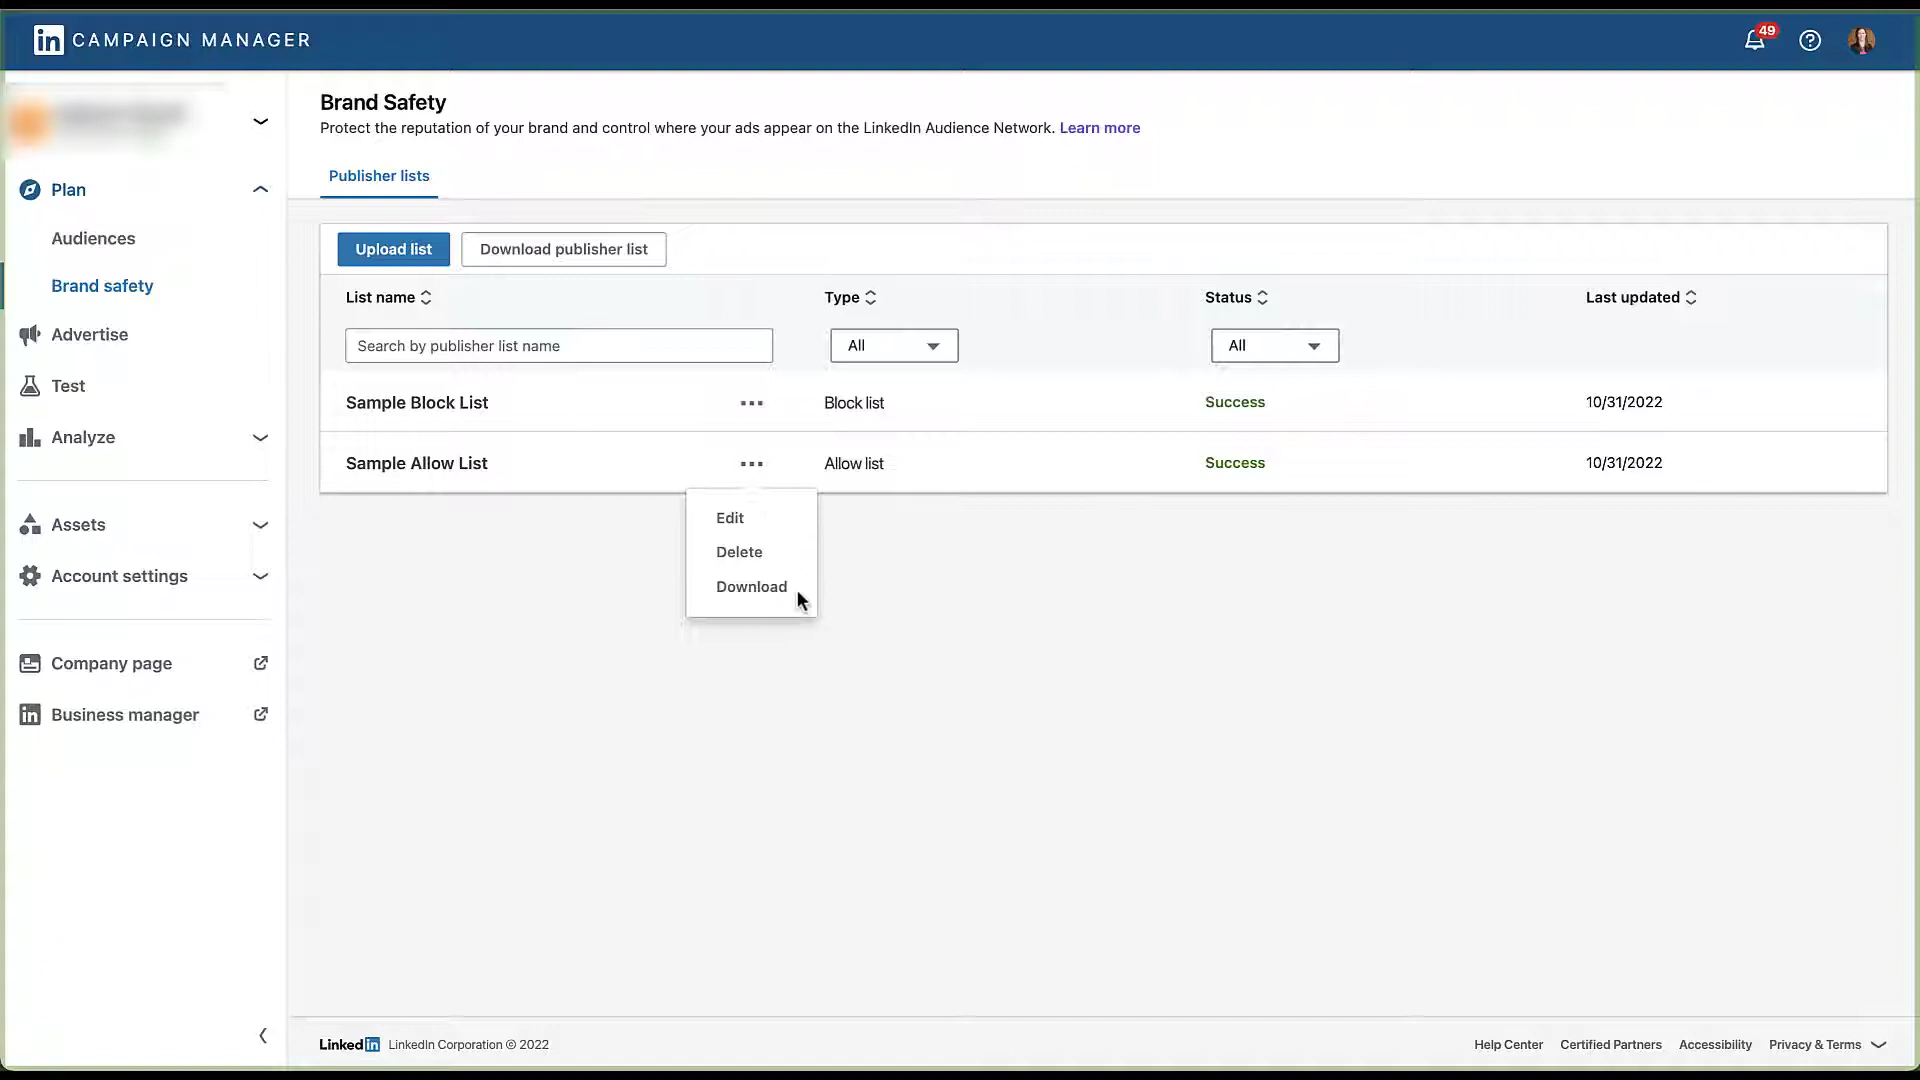 in CAMPAIGN MANAGER
49
Brand Safety
Protect the reputation of your brand and control where your ads appear on the LinkedIn Audience Network. Learn more
Publisher lists
Plan
Audiences
Brand safety
Advertise
Test
Analyze
Assets
Account settings
Company page
in Business manager
Upload list
Download publisher list
List name
Type
Status
Last updated
Search by publisher list name
All
All
Sample Block List
Block list
Success
10/31/2022
Sample Allow List
Allow list
Success
10/31/2022
Edit
Delete
Download
LinkedIn LinkedIn Corporation © 2022
Help Center
Certified Partners
Accessibility
Privacy & Terms